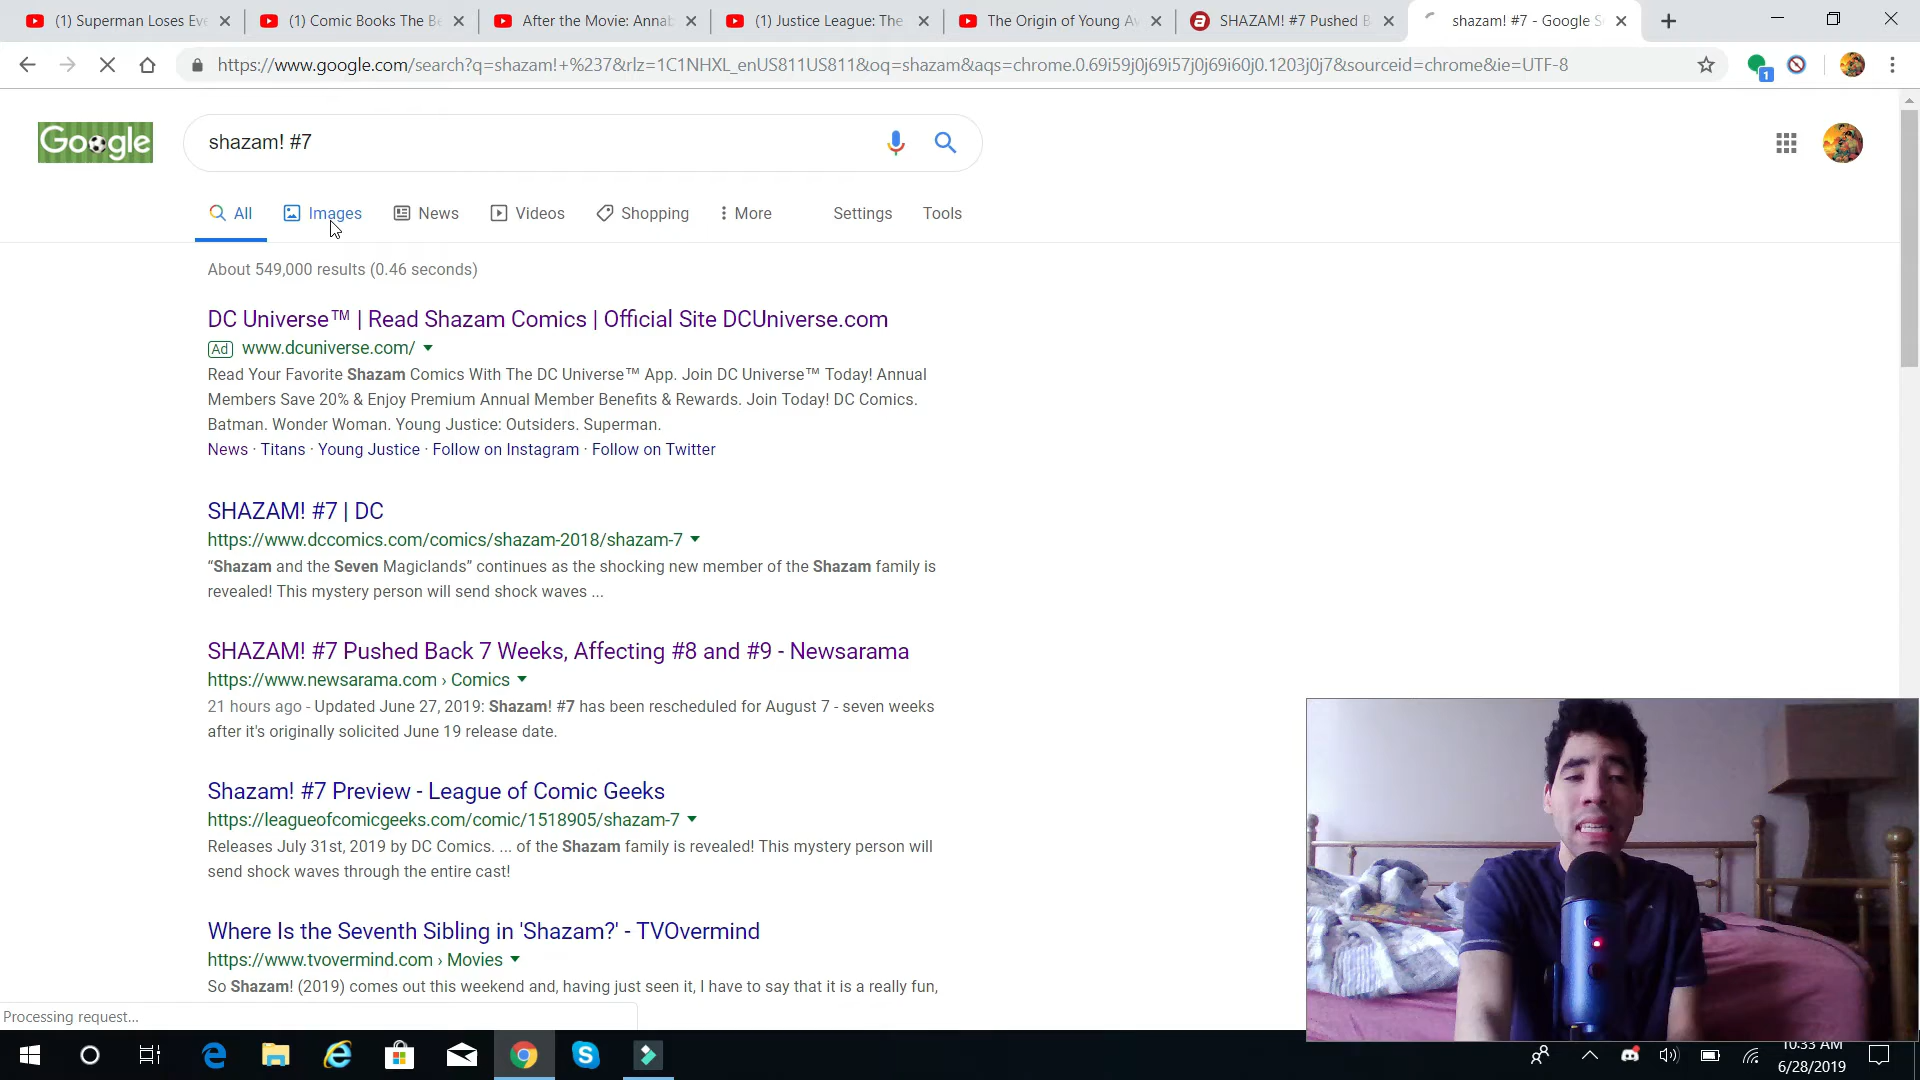 (1) Superman Loses Eve
(1) Comic Books The Be
After the Movie: Annab
(1) Justice League: The
The Origin of Young Av
SHAZAM! #7 Pushed B
shazam! #7 - Google S
https://www.google.com/search?q=shazam!+%237&rlz=1C1NHXL_enUS811US811&oq=shazam&aqs=chrome.0.69i59j0j69i57j0j69i60j0.1203j0j7&sourceid=chrome&ie=UTF-8
1
Google
shazam! #7
All
Images
News
Videos
Shopping
More
Settings
Tools
About 549,000 results (0.46 seconds)
DC Universe™ | Read Shazam Comics | Official Site DCUniverse.com
Ad www.dcuniverse.com/
Read Your Favorite Shazam Comics With The DC Universe™ App. Join DC Universe™ Today! Annual
Members Save 20% & Enjoy Premium Annual Member Benefits & Rewards. Join Today! DC Comics.
Batman. Wonder Woman. Young Justice: Outsiders. Superman.
News · Titans · Young Justice · Follow on Instagram · Follow on Twitter
SHAZAM! #7 | DC
https://www.dccomics.com/comics/shazam-2018/shazam-7
“Shazam and the Seven Magiclands” continues as the shocking new member of the Shazam family is
revealed! This mystery person will send shock waves ...
SHAZAM! #7 Pushed Back 7 Weeks, Affecting #8 and #9 - Newsarama
https://www.newsarama.com › Comics
21 hours ago - Updated June 27, 2019: Shazam! #7 has been rescheduled for August 7 - seven weeks
after it's originally solicited June 19 release date.
Shazam! #7 Preview - League of Comic Geeks
https://leagueofcomicgeeks.com/comic/1518905/shazam-7
Releases July 31st, 2019 by DC Comics. ... of the Shazam family is revealed! This mystery person will
send shock waves through the entire cast!
Where Is the Seventh Sibling in 'Shazam?' - TVOvermind
https://www.tvovermind.com › Movies
So Shazam! (2019) comes out this weekend and, having just seen it, I have to say that it is a really fun,
Processing request...
10:33 AM
6/28/2019